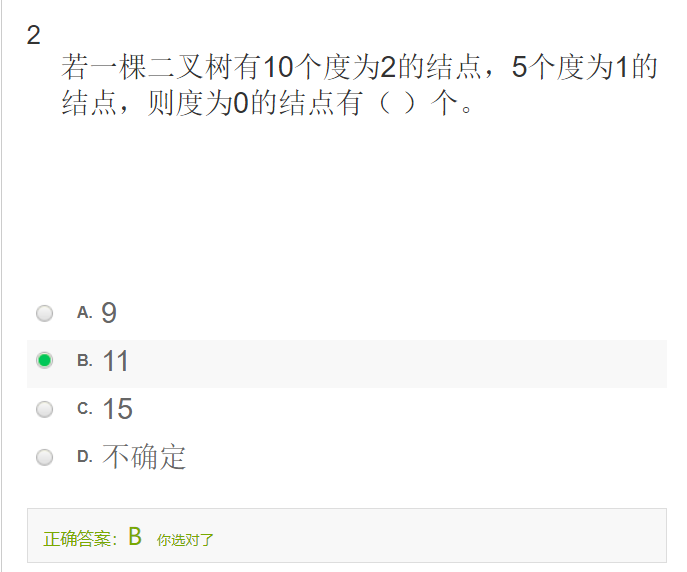 2
若一棵二叉树有10个度为2的结点，5个度为1的
结点，则度为0的结点有（ ）个。
A. 9
B. 11
C. 15
D. 不确定
正确答案： B 你选对了